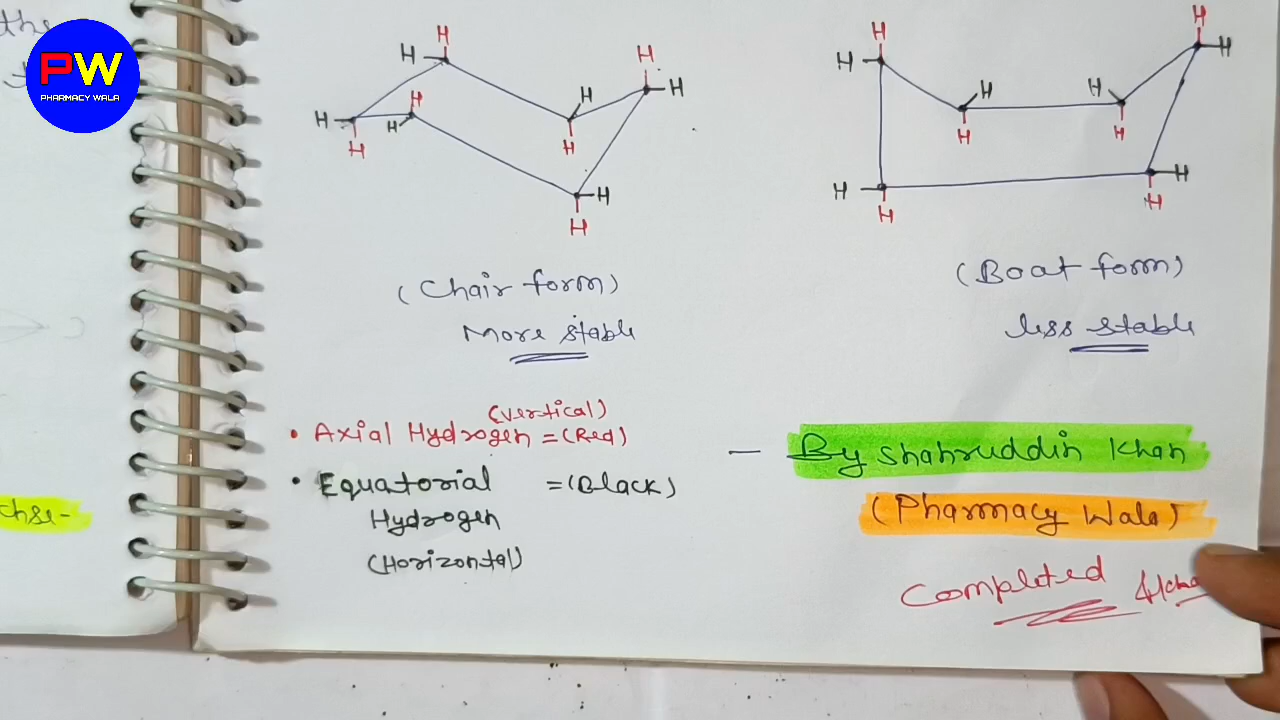 the
PW
PHARMACY WALA
H H H H H H H H H H H H
(Chair form)
More stable
H H H H H H H H H H H H
(Boat form)
less stable
• Axial Hydrogen = (Red)
(vertical)
• Equatorial = (Black)
Hydrogen
(Horizontal)
— By Shahruddin Khan
(Pharmacy Wala)
Completed